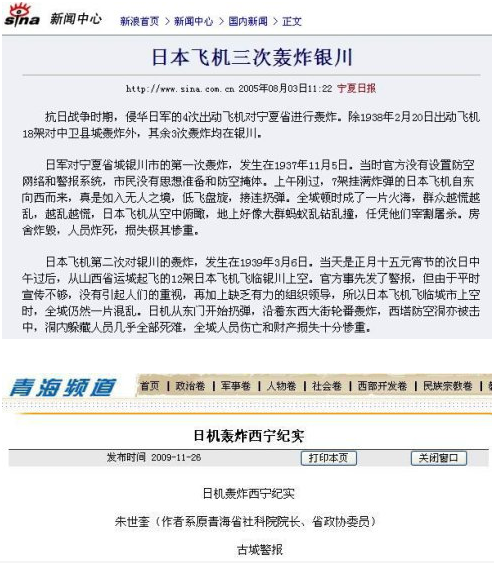 sina 新闻中心 新浪首页 > 新闻中心 > 国内新闻 > 正文
日本飞机三次轰炸银川
http://www.sina.com.cn 2005年08月03日11:22 宁夏日报
抗日战争时期，侵华日军的4次出动飞机对宁夏省进行轰炸。除1938年2月20日出动飞机
18架对中卫县城轰炸外，其余3次轰炸均在银川。
日军对宁夏省城银川市的第一次轰炸，发生在1937年11月5日。当时官方没有设置防空
网络和警报系统，市民没有思想准备和防空掩体。上午刚过，7架挂满炸弹的日本飞机自东
向西而来，真是如入无人之境，低飞盘旋，接连扔弹。全城顿时成了一片火海，群众越慌越
乱，越乱越慌，日本飞机从空中俯瞰，地上好像大群蚂蚁乱钻乱撞，任凭他们宰割屠杀。房
舍炸毁，人员炸死，损失极其惨重。
日本飞机第二次对银川的轰炸，发生在1939年3月6日。当天是正月十五元宵节的次日中
午过后，从山西省运城起飞的12架日本飞机飞临银川上空。官方事先发了警报，但由于平时
宣传不够，没有引起人们的重视，再加上缺乏有力的组织领导，所以日本飞机飞临城市上空
时，全城仍然一片混乱。日机从东门开始扔弹，沿着东西大街轮番轰炸，西塔防空洞亦被击
中，洞内躲藏人员几乎全部死难，全城人员伤亡和财产损失十分惨重。
青海频道 首页 | 政治卷 | 军事卷 | 人物卷 | 社会卷 | 西部开发卷 | 民族宗教卷 |
日机轰炸西宁纪实
发布时间 2009-11-26 打印本页 关闭窗口
日机轰炸西宁纪实
朱世奎（作者系原青海省社科院院长、省政协委员）
古城警报